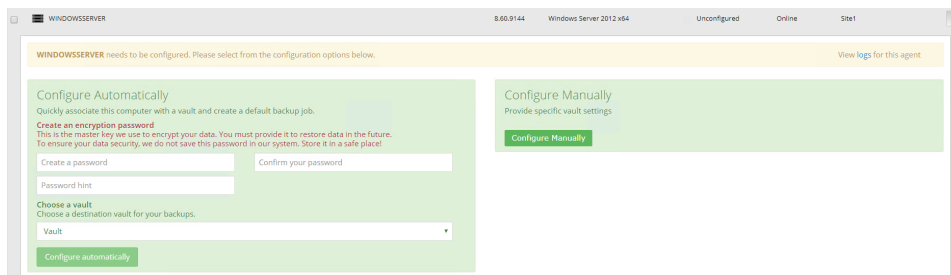 WINDOWSSERVER 8.60.9144 Windows Server 2012 x64 Unconfigured Online Site1
WINDOWSSERVER needs to be configured. Please select from the configuration options below. View logs for this agent
Configure Automatically
Quickly associate this computer with a vault and create a default backup job.
Create an encryption password
This is the master key we use to encrypt your data. You must provide it to restore data in the future.
To ensure your data security, we do not save this password in our system. Store it in a safe place!
Create a password Confirm your password
Password hint
Choose a vault
Choose a destination vault for your backups.
Vault
Configure automatically
Configure Manually
Provide specific vault settings
Configure Manually